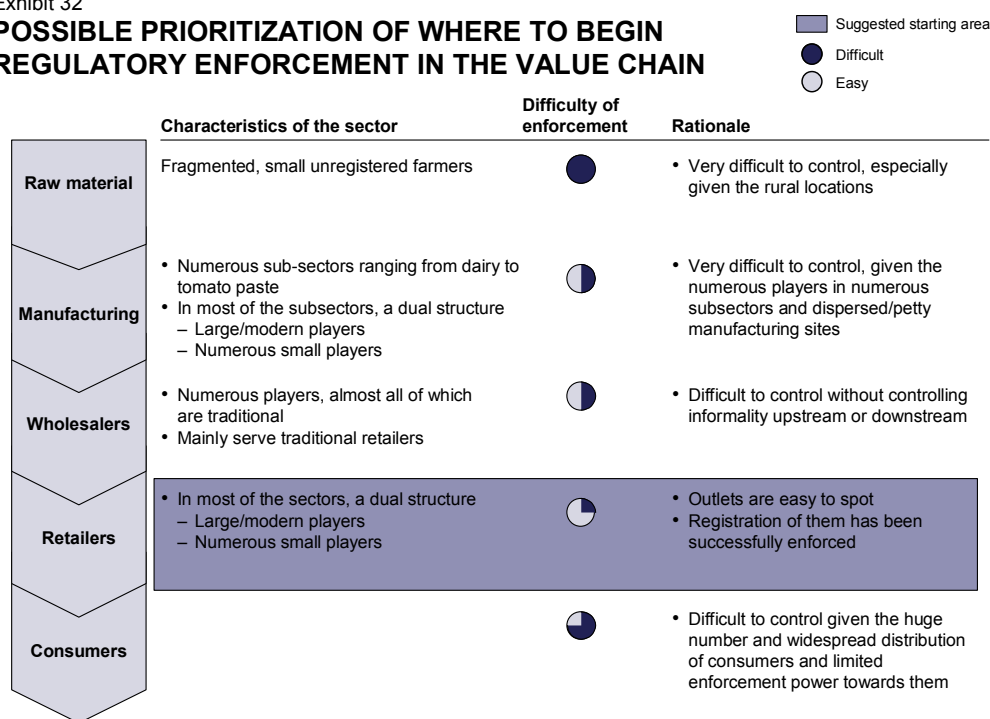 Exhibit 32
POSSIBLE PRIORITIZATION OF WHERE TO BEGIN
REGULATORY ENFORCEMENT IN THE VALUE CHAIN
Suggested starting area
Difficult
Easy
Characteristics of the sector
Difficulty of
enforcement
Rationale
Raw material
Fragmented, small unregistered farmers
• Very difficult to control, especially
given the rural locations
Manufacturing
• Numerous sub-sectors ranging from dairy to
tomato paste
• In most of the subsectors, a dual structure
– Large/modern players
– Numerous small players
• Very difficult to control, given the
numerous players in numerous
subsectors and dispersed/petty
manufacturing sites
Wholesalers
• Numerous players, almost all of which
are traditional
• Mainly serve traditional retailers
• Difficult to control without controlling
informality upstream or downstream
Retailers
• In most of the sectors, a dual structure
– Large/modern players
– Numerous small players
• Outlets are easy to spot
• Registration of them has been
successfully enforced
Consumers
• Difficult to control given the huge
number and widespread distribution
of consumers and limited
enforcement power towards them